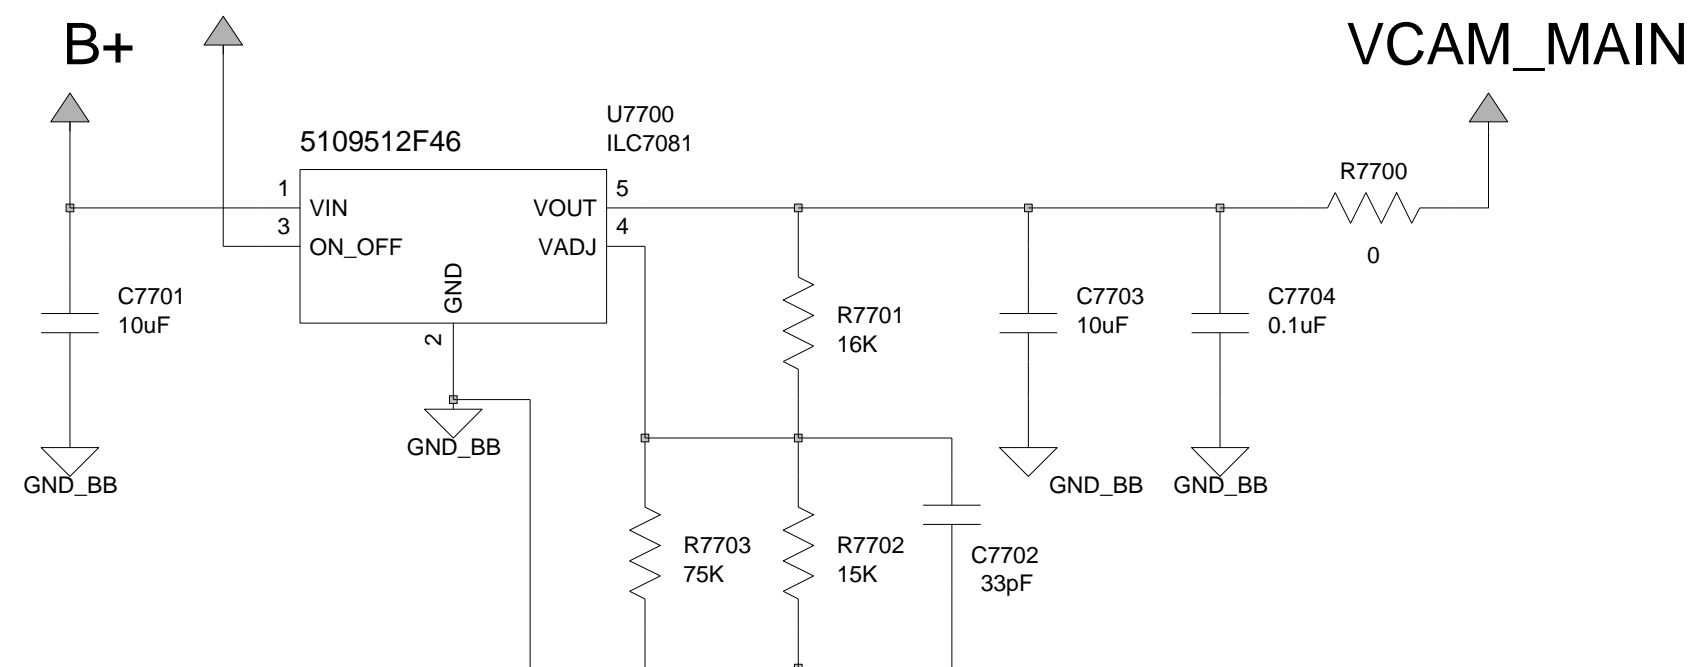 B+
VCAM_MAIN
5109512F46
U7700
ILC7081
R7700
1
VIN
VOUT
5
3
ON_OFF
VADJ
4
GND
2
0
C7701
10uF
R7701
16K
C7703
10uF
C7704
0.1uF
GND_BB
GND_BB
GND_BB
GND_BB
R7703
75K
R7702
15K
C7702
33pF